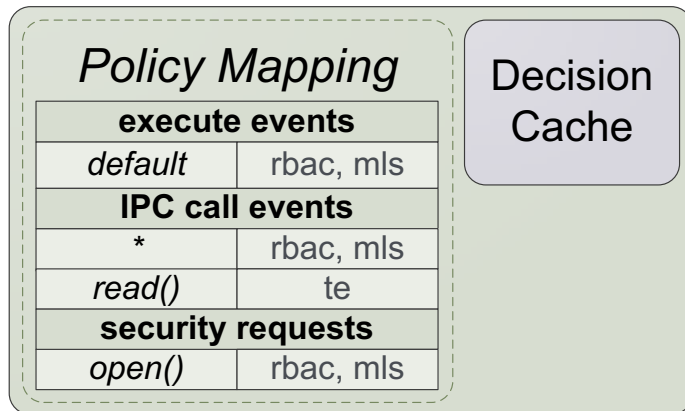 Policy Mapping
execute events
default rbac, mls
IPC call events
* rbac, mls
read() te
security requests
open() rbac, mls
Decision
Cache